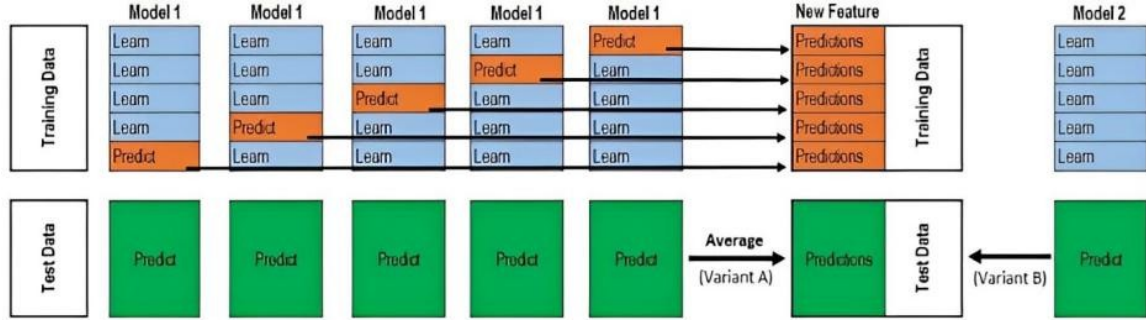 Model 1 Model 1 Model 1 Model 1 Model 1 New Feature Model 2
Training Data
Learn Learn Learn Learn Predict Predictions Learn
Learn Learn Learn Predict Learn Predictions Learn
Learn Learn Predict Learn Learn Predictions Learn
Learn Predict Learn Learn Learn Predictions Learn
Predict Learn Learn Learn Learn Predictions Learn
Training Data
Test Data
Predict Predict Predict Predict Predict
Average
(Variant A)
Predictions
Test Data
(Variant B)
Predict